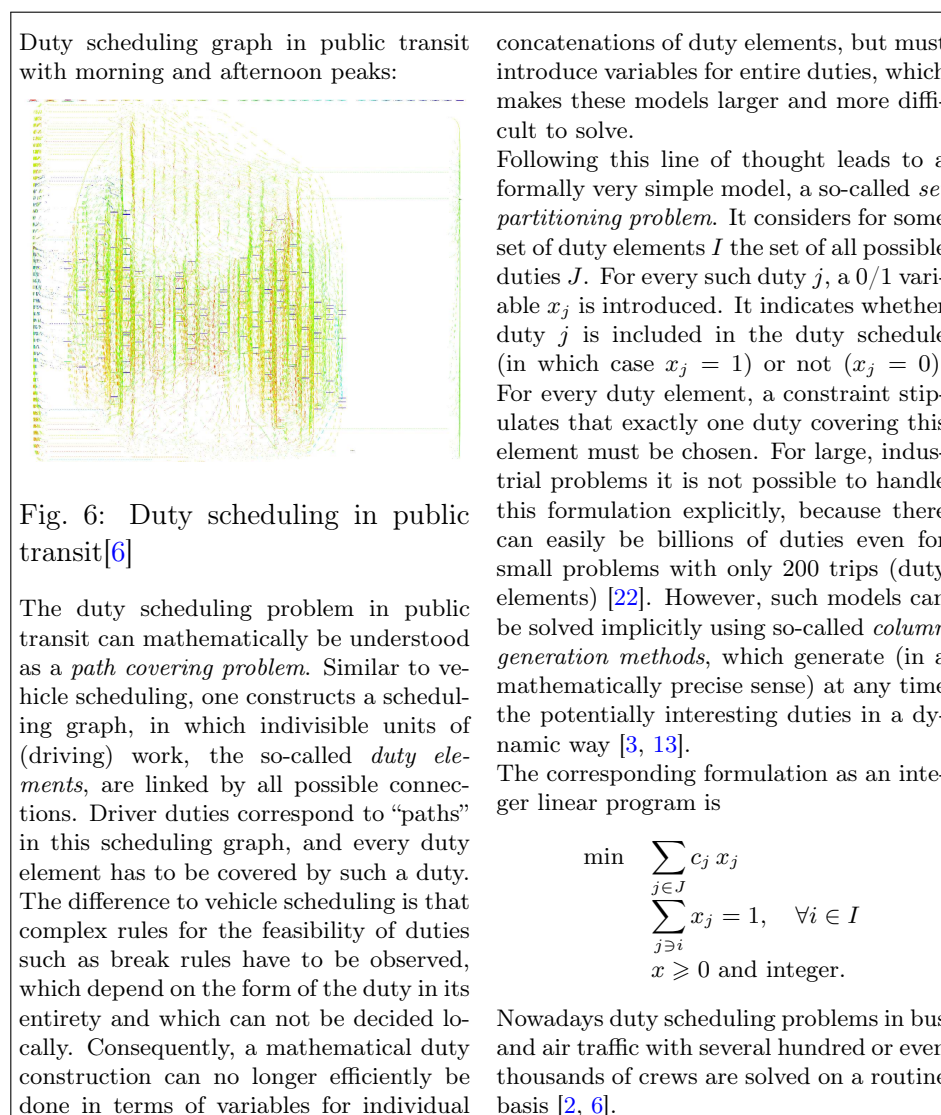 Duty scheduling graph in public transit
with morning and afternoon peaks:
Fig. 6: Duty scheduling in public
transit[6]
The duty scheduling problem in public
transit can mathematically be understood
as a path covering problem. Similar to ve-
hicle scheduling, one constructs a schedul-
ing graph, in which indivisible units of
(driving) work, the so-called duty ele-
ments, are linked by all possible connec-
tions. Driver duties correspond to “paths”
in this scheduling graph, and every duty
element has to be covered by such a duty.
The difference to vehicle scheduling is that
complex rules for the feasibility of duties
such as break rules have to be observed,
which depend on the form of the duty in its
entirety and which can not be decided lo-
cally. Consequently, a mathematical duty
construction can no longer efficiently be
done in terms of variables for individual
concatenations of duty elements, but must
introduce variables for entire duties, which
makes these models larger and more diffi-
cult to solve.
Following this line of thought leads to a
formally very simple model, a so-called se
partitioning problem. It considers for some
set of duty elements I the set of all possible
duties J. For every such duty j, a 0/1 vari-
able x_j is introduced. It indicates whether
duty j is included in the duty schedule
(in which case x_j = 1) or not (x_j = 0)
For every duty element, a constraint stip-
ulates that exactly one duty covering this
element must be chosen. For large, indus-
trial problems it is not possible to handle
this formulation explicitly, because there
can easily be billions of duties even for
small problems with only 200 trips (duty
elements) [22]. However, such models can
be solved implicitly using so-called column
generation methods, which generate (in a
mathematically precise sense) at any time
the potentially interesting duties in a dy-
namic way [3, 13].
The corresponding formulation as an inte-
ger linear program is
min ∑_{j∈J} c_j x_j
∑_{j∋i} x_j = 1, ∀i ∈ I
x ⩾ 0 and integer.
Nowadays duty scheduling problems in bus
and air traffic with several hundred or even
thousands of crews are solved on a routine
basis [2, 6].